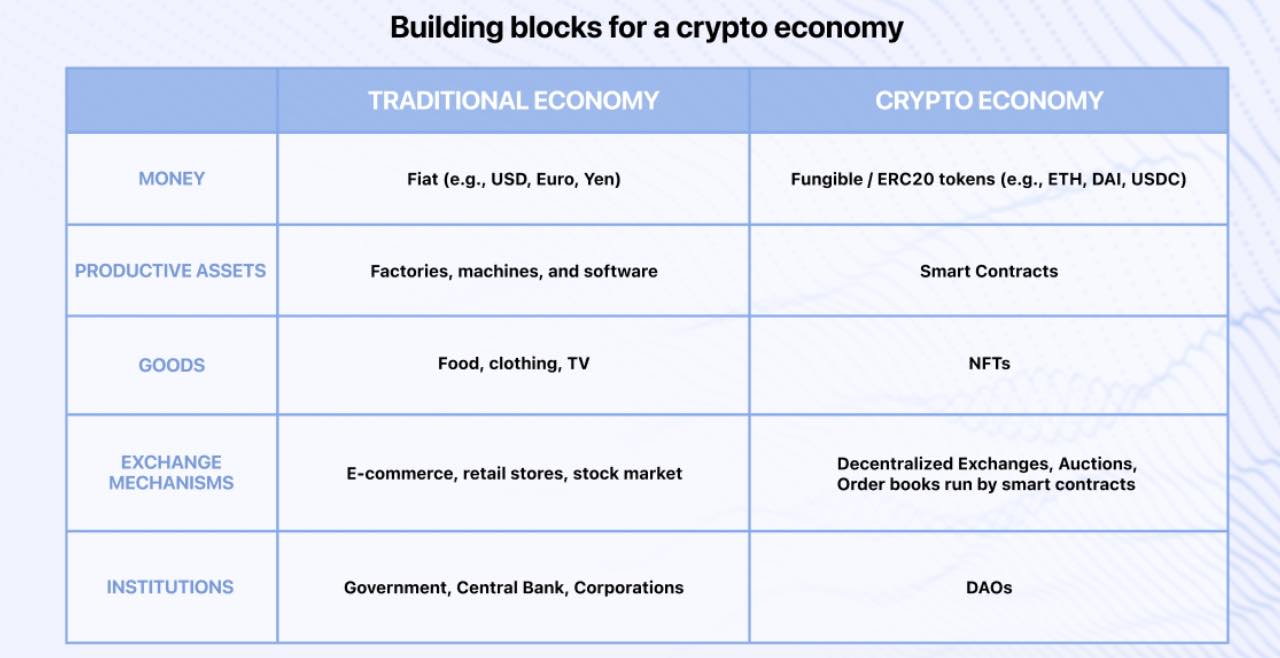 Building blocks for a crypto economy
TRADITIONAL ECONOMY
CRYPTO ECONOMY
MONEY
Fiat (e.g., USD, Euro, Yen)
Fungible / ERC20 tokens (e.g., ETH, DAI, USDC)
PRODUCTIVE ASSETS
Factories, machines, and software
Smart Contracts
GOODS
Food, clothing, TV
NFTs
EXCHANGE
MECHANISMS
E-commerce, retail stores, stock market
Decentralized Exchanges, Auctions,
Order books run by smart contracts
INSTITUTIONS
Government, Central Bank, Corporations
DAOs